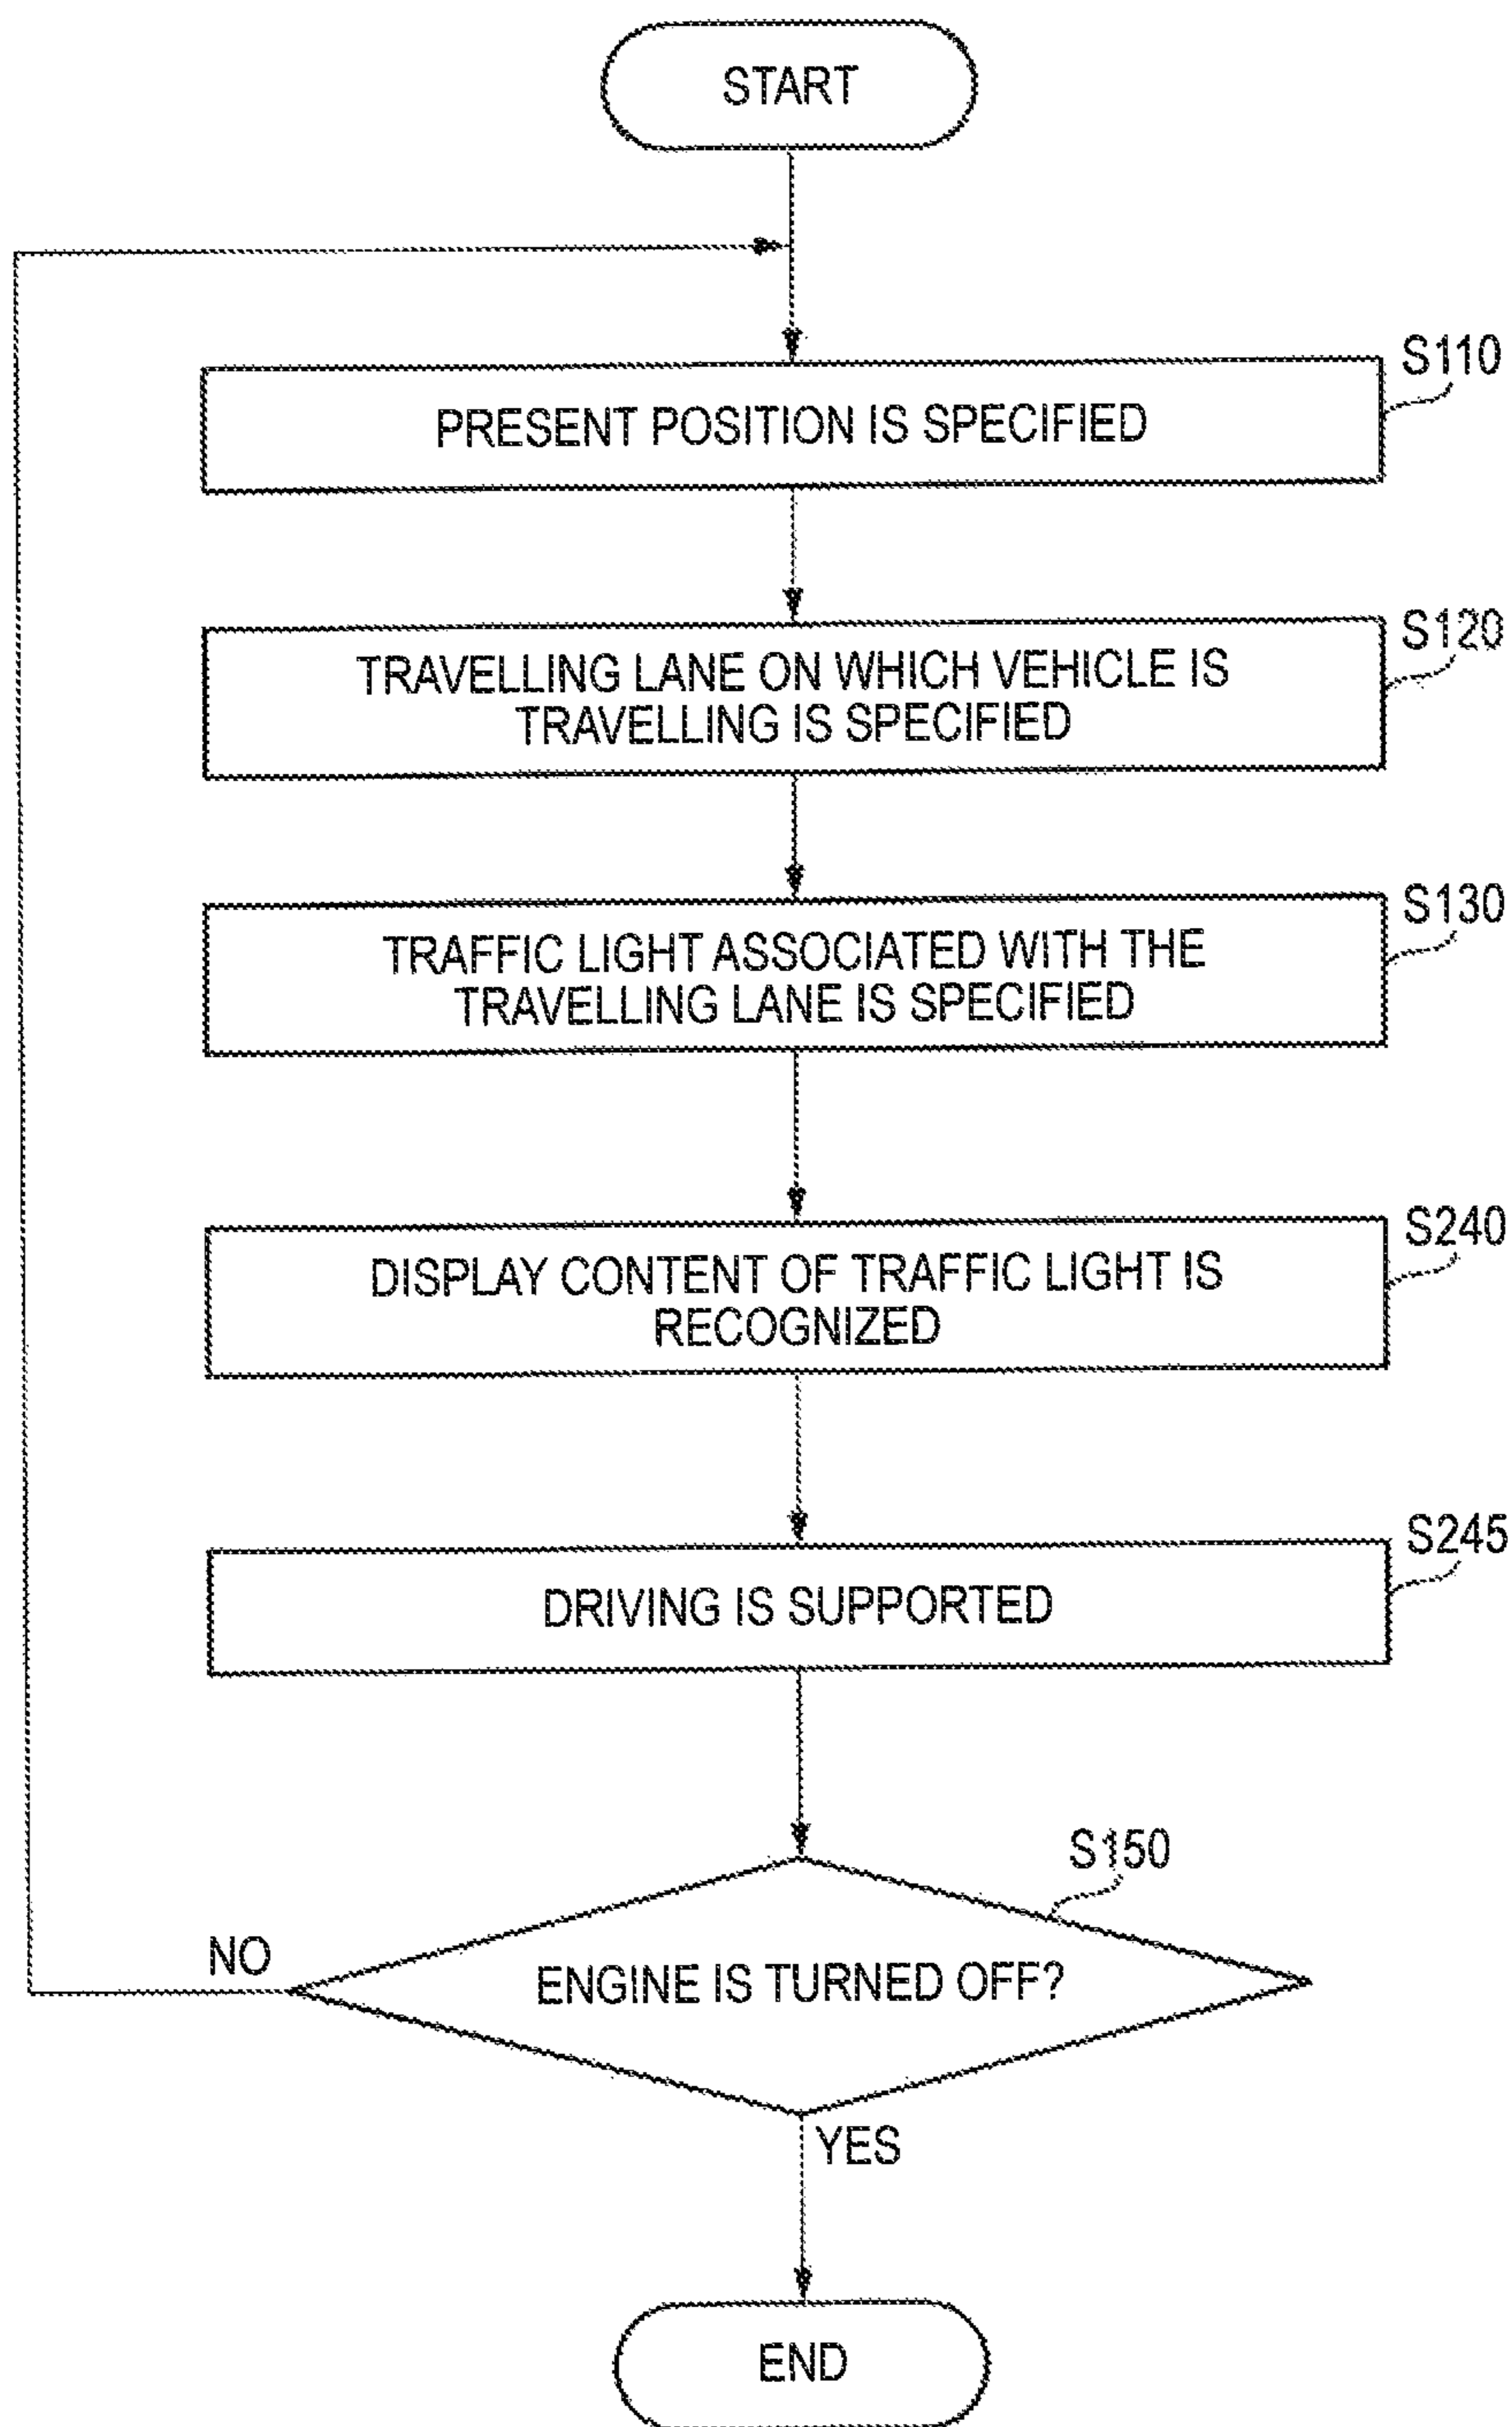 START
S110
PRESENT POSITION IS SPECIFIED
S120
TRAVELLING LANE ON WHICH VEHICLE IS
TRAVELLING IS SPECIFIED
S130
TRAFFIC LIGHT ASSOCIATED WITH THE
TRAVELLING LANE IS SPECIFIED
S240
DISPLAY CONTENT OF TRAFFIC LIGHT IS
RECOGNIZED
S245
DRIVING IS SUPPORTED
S150
NO
ENGINE IS TURNED OFF?
YES
END